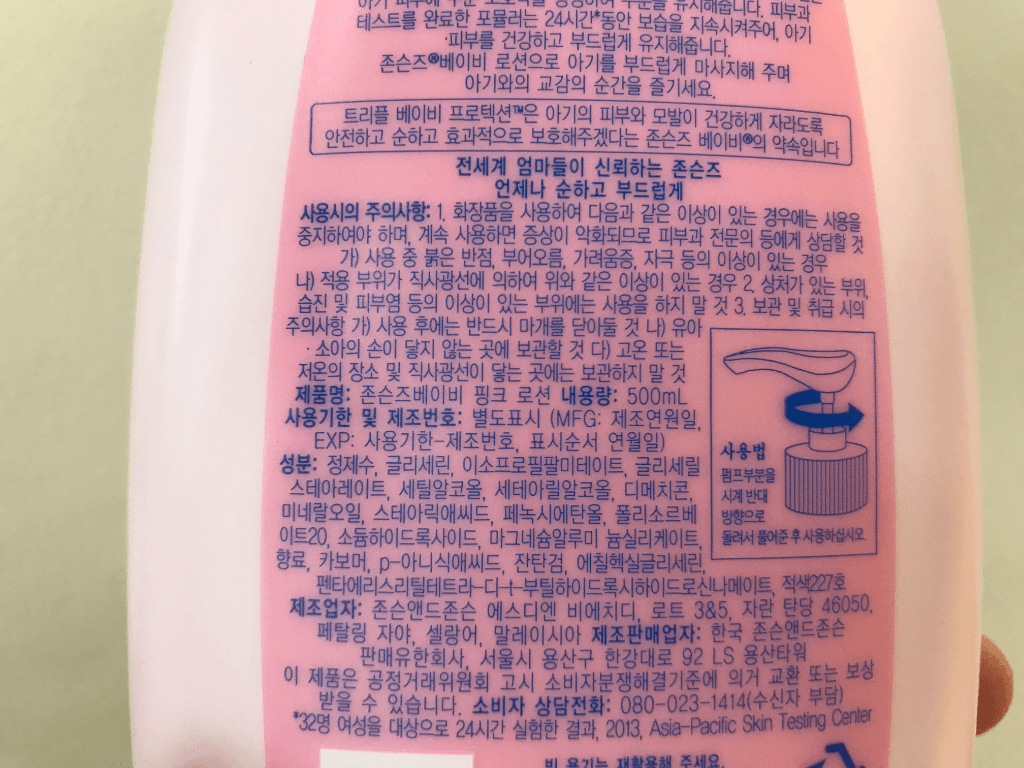 유지해줍니다. 피부과
테스트를 완료한 포뮬러는 24시간*동안 보습을 지속시켜주어, 아기
피부를 건강하고 부드럽게 유지해줍니다.
존슨즈®베이비 로션으로 아기를 부드럽게 마사지해 주며
아기와의 교감의 순간을 즐기세요.
트리플 베이비 프로텍션™은 아기의 피부와 모발이 건강하게 자라도록
안전하고 순하고 효과적으로 보호해주겠다는 존슨즈 베이비®의 약속입니다
전세계 엄마들이 신뢰하는 존슨즈
언제나 순하고 부드럽게
사용시의 주의사항: 1. 화장품을 사용하여 다음과 같은 이상이 있는 경우에는 사용을
중지하여야 하며, 계속 사용하면 증상이 악화되므로 피부과 전문의 등에게 상담할 것
가) 사용 중 붉은 반점, 부어오름, 가려움증, 자극 등의 이상이 있는 경우
나) 적용 부위가 직사광선에 의하여 위와 같은 이상이 있는 경우 2. 상처가 있는 부위,
습진 및 피부염 등의 이상이 있는 부위에는 사용을 하지 말 것 3. 보관 및 취급 시의
주의사항 가) 사용 후에는 반드시 마개를 닫아둘 것 나) 유아
· 소아의 손이 닿지 않는 곳에 보관할 것 다) 고온 또는
저온의 장소 및 직사광선이 닿는 곳에는 보관하지 말 것
제품명: 존슨즈베이비 핑크 로션 내용량: 500mL
사용기한 및 제조번호: 별도표시 (MFG: 제조연원일,
EXP: 사용기한-제조번호, 표시순서 연월일)
성분: 정제수, 글리세린, 이소프로필팔미테이트, 글리세릴
스테아레이트, 세틸알코올, 세테아릴알코올, 디메치콘,
미네랄오일, 스테아릭애씨드, 페녹시에탄올, 폴리소르베
이트20, 소듐하이드록사이드, 마그네슘알루미 늄실리케이트,
향료, 카보머, p-아니식애씨드, 잔탄검, 에칠헥실글리세린,
펜타에리스리틸테트라-디-t-부틸하이드록시하이드로신나메이트, 적색227호
사용법
펌프부분을
시계 반대
방향으로
돌려서 풀어준 후 사용하십시오
제조업자: 존슨앤드존슨 에스디엔 비에치디, 로트 3&5, 자란 탄당 46050,
페탈링 자야, 셀랑어, 말레이시아 제조판매업자: 한국 존슨앤드존슨
판매유한회사, 서울시 용산구 한강대로 92 LS 용산타워
이 제품은 공정거래위원회 고시 소비자분쟁해결기준에 의거 교환 또는 보상
받을 수 있습니다. 소비자 상담전화: 080-023-1414(수신자 부담)
*32명 여성을 대상으로 24시간 실험한 결과, 2013, Asia-Pacific Skin Testing Center
빈 용기는 재활용해 주세요.